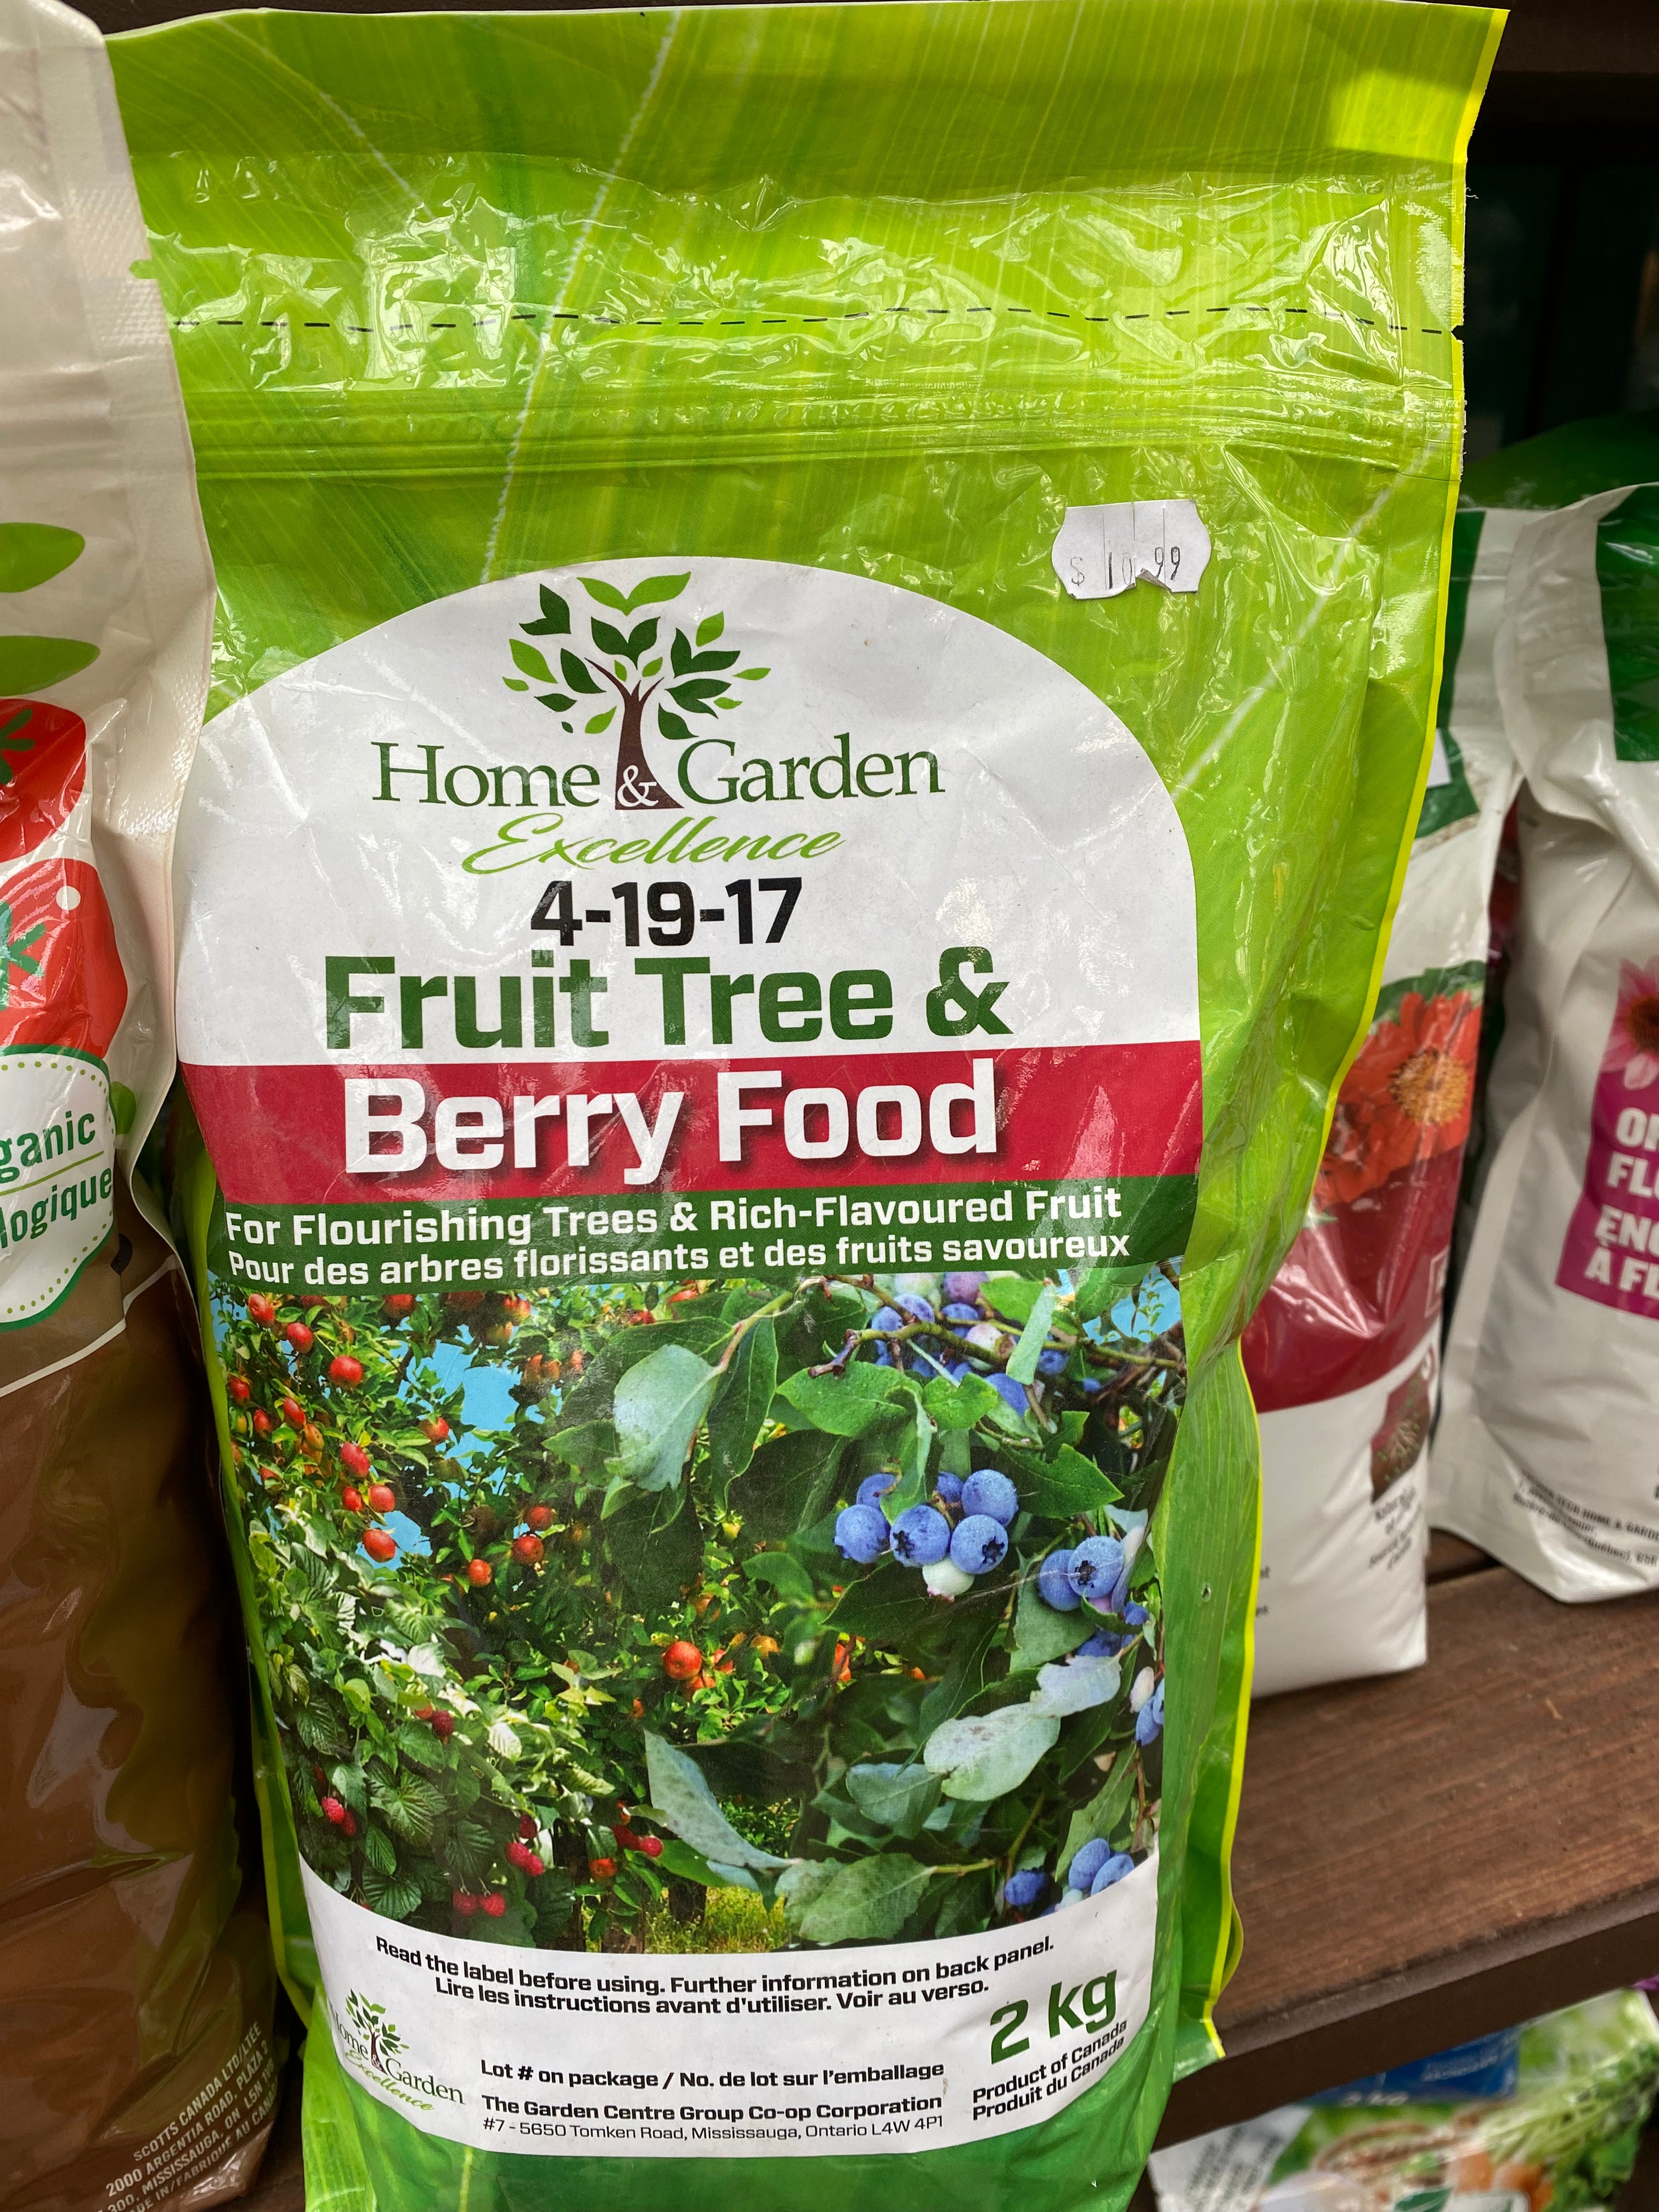 $ 10.99
Home & Garden
Excellence
4-19-17
Fruit Tree &
Berry Food
For Flourishing Trees & Rich-Flavoured Fruit
Pour des arbres florissants et des fruits savoureux
Read the label before using. Further information on back panel.
Lire les instructions avant d'utiliser. Voir au verso.
2 kg
Product of Canada
Produit du Canada
Home & Garden
Excellence
Lot # on package / No. de lot sur l'emballage
The Garden Centre Group Co-op Corporation
#7 - 5650 Tomken Road, Mississauga, Ontario L4W 4P1
ganic
logique
SCOTTS CANADA LTD/LTÉE
2000 ARGENTIA ROAD, PLAZA
300, MISSISSAUGA, ON L5N
À